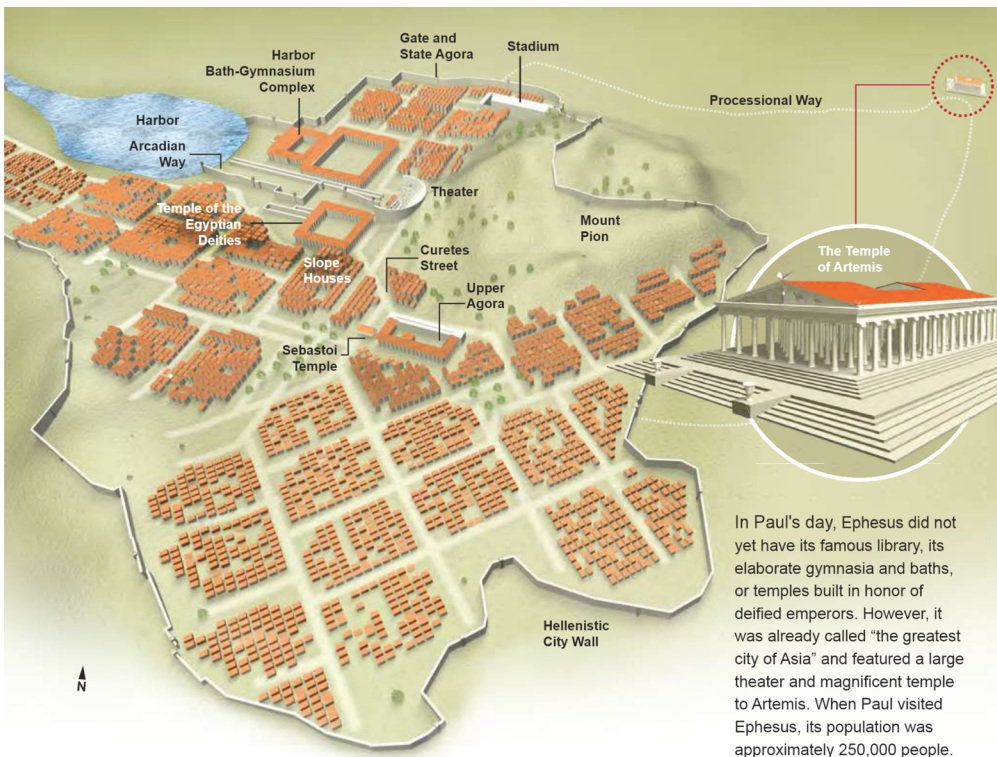 Gate and
State Agora
Stadium
Harbor
Bath-Gymnasium
Complex
Processional Way
Harbor
Arcadian
Way
Theater
Temple of the
Egyptian
Deities
Mount
Pion
Curetes
Street
Slope
Houses
The Temple
of Artemis
Upper
Agora
Sebastoi
Temple
In Paul's day, Ephesus did not
yet have its famous library, its
elaborate gymnasia and baths,
or temples built in honor of
deified emperors. However, it
was already called “the greatest
city of Asia” and featured a large
theater and magnificent temple
to Artemis. When Paul visited
Ephesus, its population was
approximately 250,000 people.
Hellenistic
City Wall
N